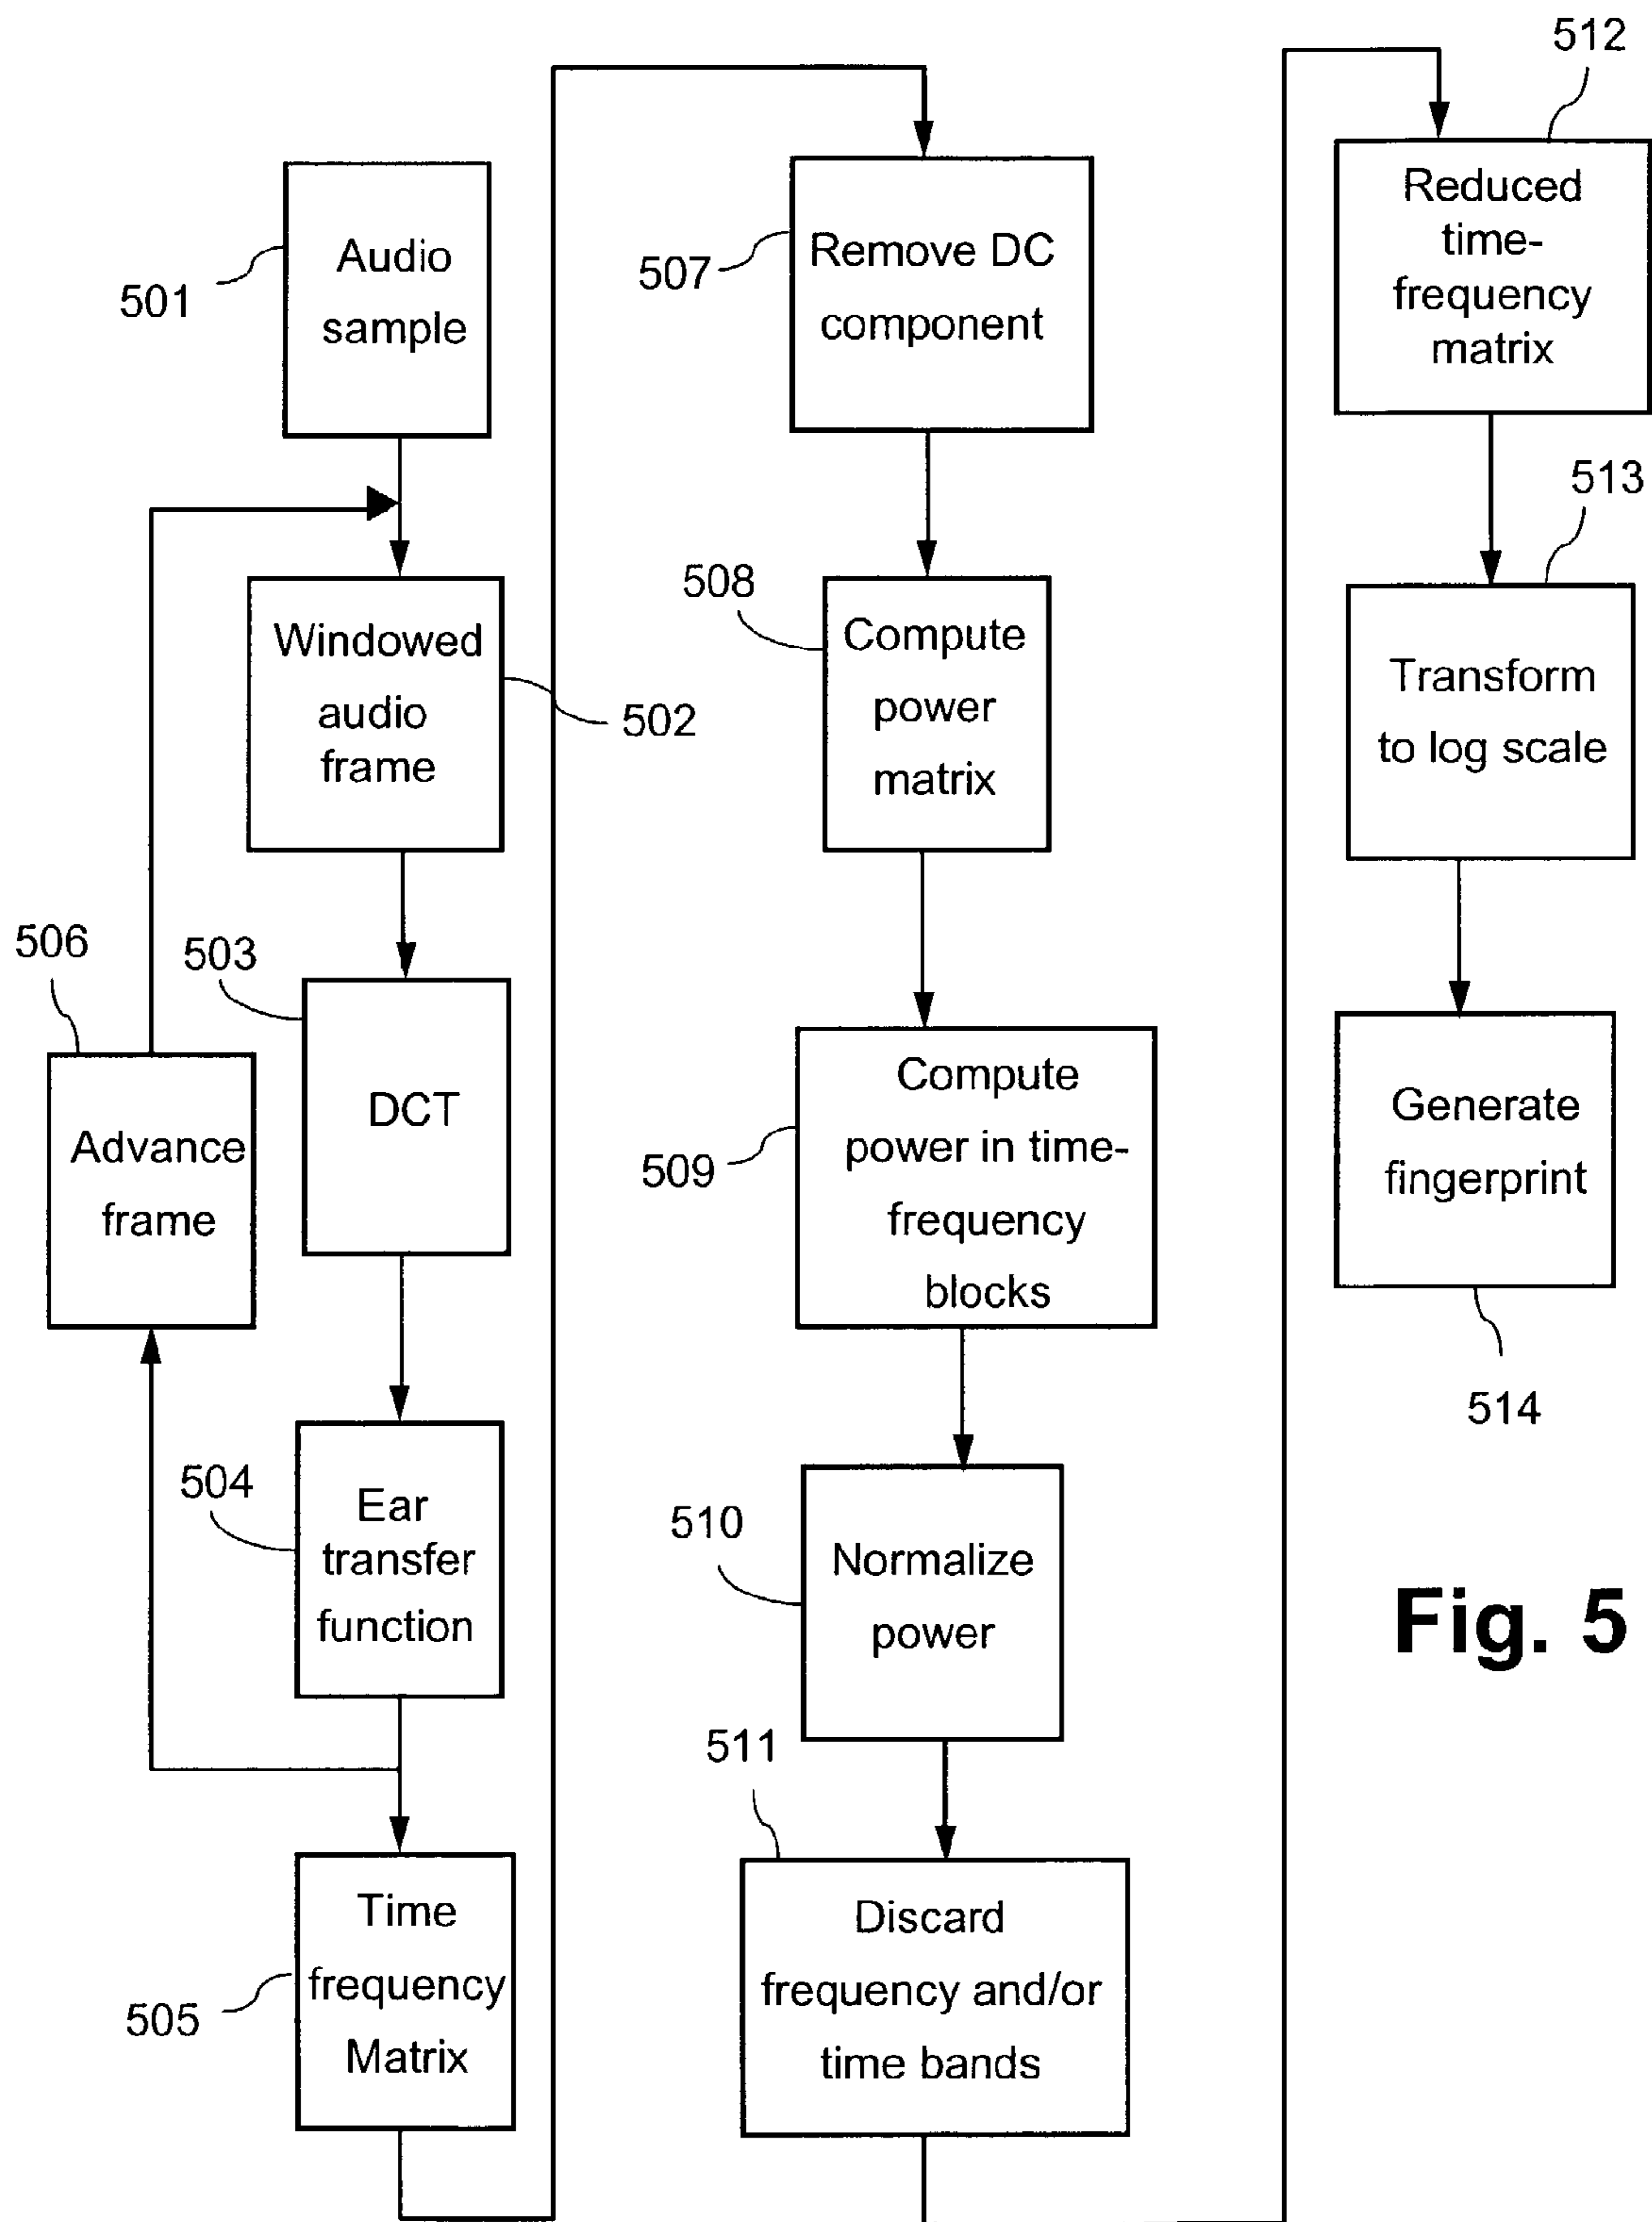 501
Audio
sample
Windowed
audio
frame
502
503
DCT
506
Advance
frame
504
Ear
transfer
function
505
Time
frequency
Matrix
507
Remove DC
component
508
Compute
power
matrix
509
Compute
power in time-
frequency
blocks
510
Normalize
power
511
Discard
frequency and/or
time bands
512
Reduced
time-
frequency
matrix
513
Transform
to log scale
Generate
fingerprint
514
Fig. 5